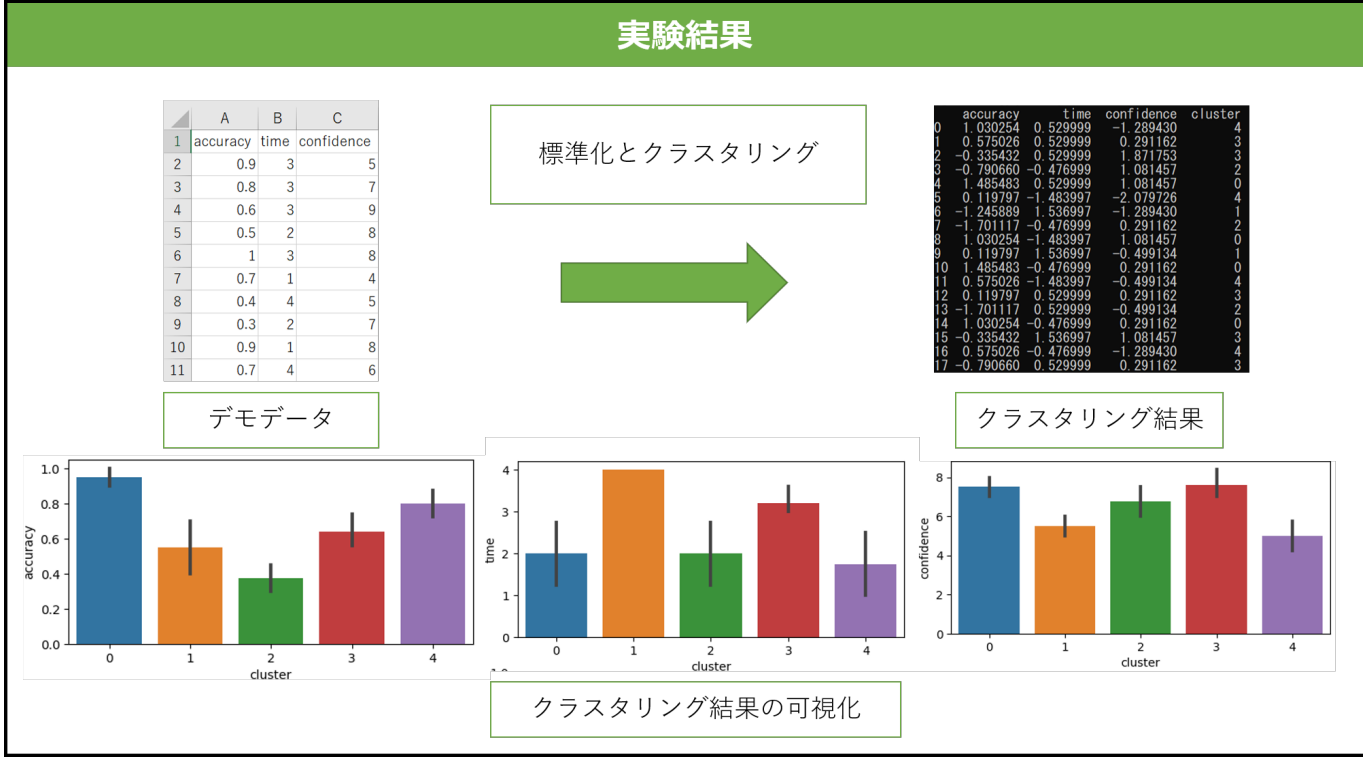 実験結果
A B C
1 accuracy time confidence
2 0.9 3 5
3 0.8 3 7
4 0.6 3 9
5 0.5 2 8
6 1 3 8
7 0.7 1 4
8 0.4 4 5
9 0.3 2 7
10 0.9 1 8
11 0.7 4 6
デモデータ
標準化とクラスタリング
accuracy time confidence cluster
0 1.030254 0.529999 -1.289430 4
1 0.575026 0.529999 0.291162 3
2 -0.335432 0.529999 1.871753 3
3 -0.790660 -0.476999 1.081457 2
4 1.485483 0.529999 1.081457 0
5 0.119797 -1.483997 -2.079726 4
6 -1.245889 1.536997 -1.289430 1
7 -1.701117 -0.476999 0.291162 2
8 1.030254 -1.483997 1.081457 0
9 0.119797 1.536997 -0.499134 1
10 1.485483 -0.476999 0.291162 0
11 0.575026 -1.483997 -0.499134 4
12 0.119797 0.529999 0.291162 3
13 -1.701117 0.529999 -0.499134 2
14 1.030254 -0.476999 0.291162 0
15 -0.335432 1.536997 1.081457 3
16 0.575026 -0.476999 -1.289430 4
17 -0.790660 0.529999 0.291162 3
クラスタリング結果
accuracy
1.0
0.8
0.6
0.4
0.2
0.0
0 1 2 3 4
cluster
time
4
3
2
1
0
0 1 2 3 4
cluster
confidence
8
6
4
2
0
0 1 2 3 4
cluster
クラスタリング結果の可視化